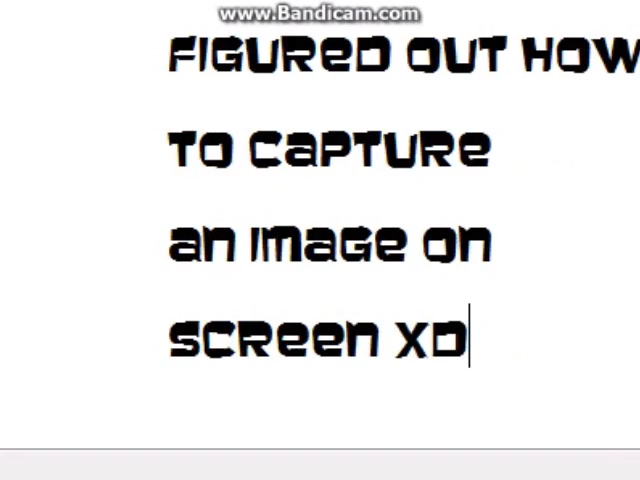 www.Bandicam.com
FIGURED OUT HOW
TO CAPTURE
an IMAGE ON
SCREEN XD